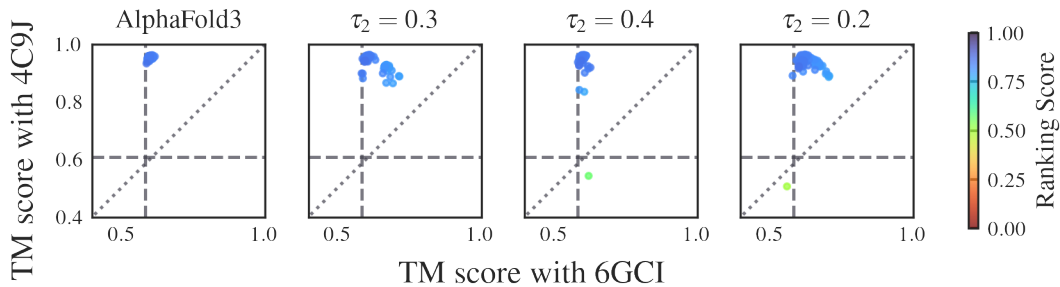 AlphaFold3
τ₂ = 0.3
τ₂ = 0.4
τ₂ = 0.2
TM score with 4C9J
1.0
0.8
0.6
0.4
0.5 1.0
0.5 1.0
0.5 1.0
0.5 1.0
TM score with 6GCI
1.00
0.75
0.50
0.25
0.00
Ranking Score